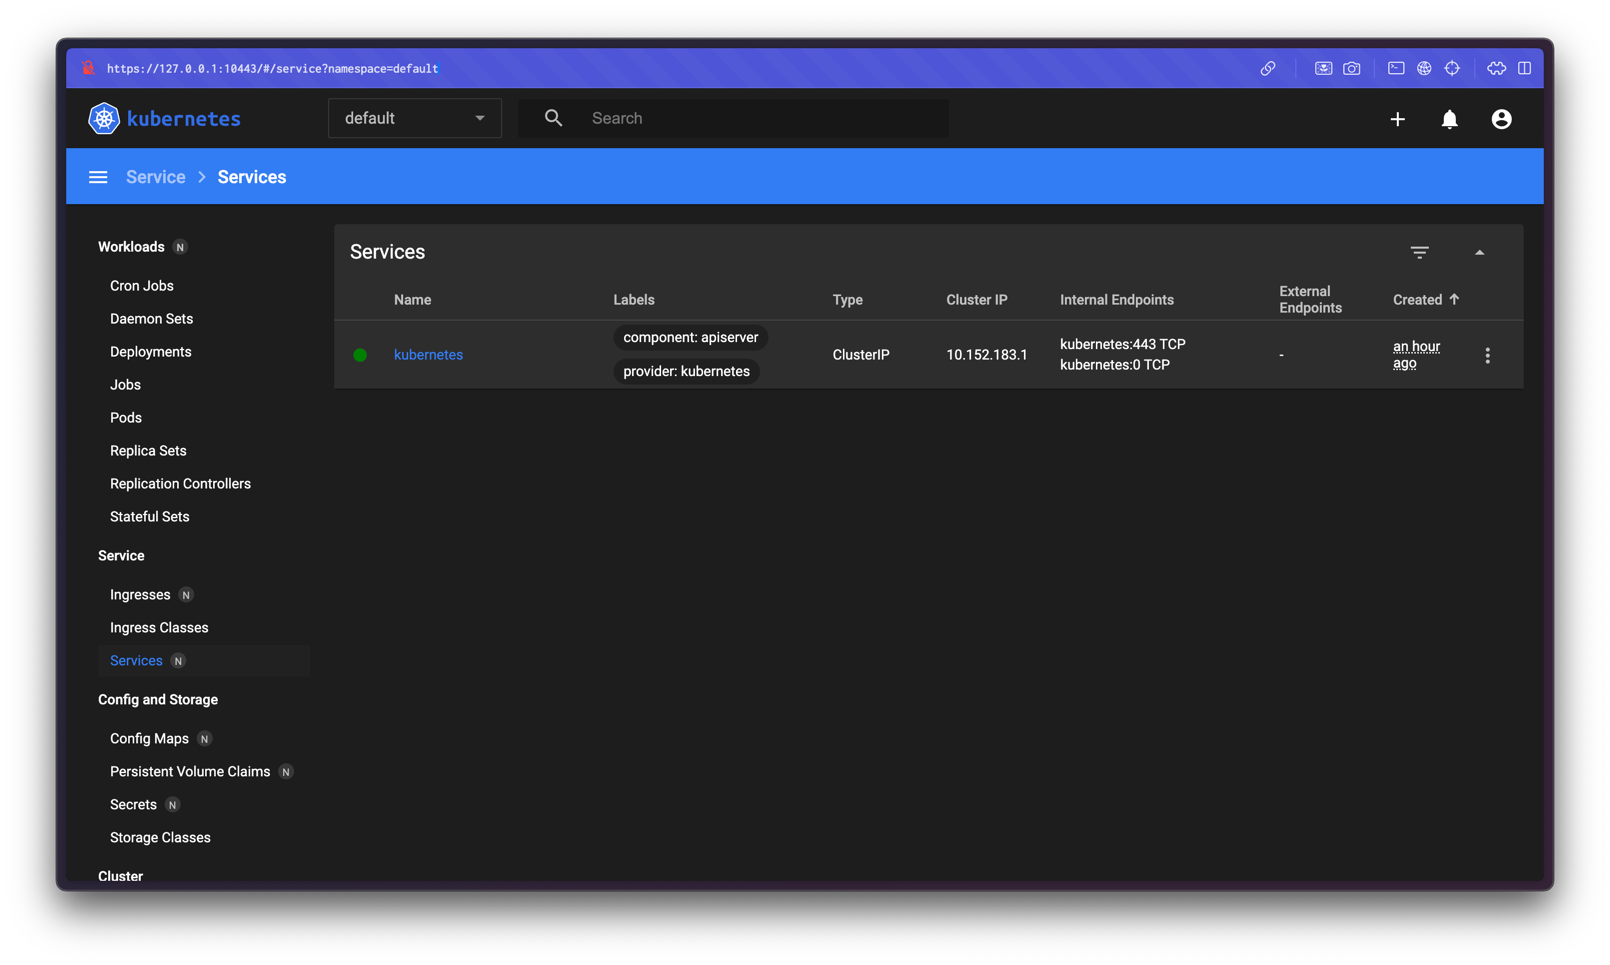 https://127.0.0.1:10443/#/service?namespace=default
kubernetes
default
Search
Service > Services
Workloads N
Cron Jobs
Daemon Sets
Deployments
Jobs
Pods
Replica Sets
Replication Controllers
Stateful Sets
Service
Ingresses N
Ingress Classes
Services N
Config and Storage
Config Maps N
Persistent Volume Claims N
Secrets N
Storage Classes
Cluster
Services
Name Labels Type Cluster IP Internal Endpoints External Endpoints Created
kubernetes
component: apiserver
provider: kubernetes
ClusterIP
10.152.183.1
kubernetes:443 TCP
kubernetes:0 TCP
-
an hour
ago